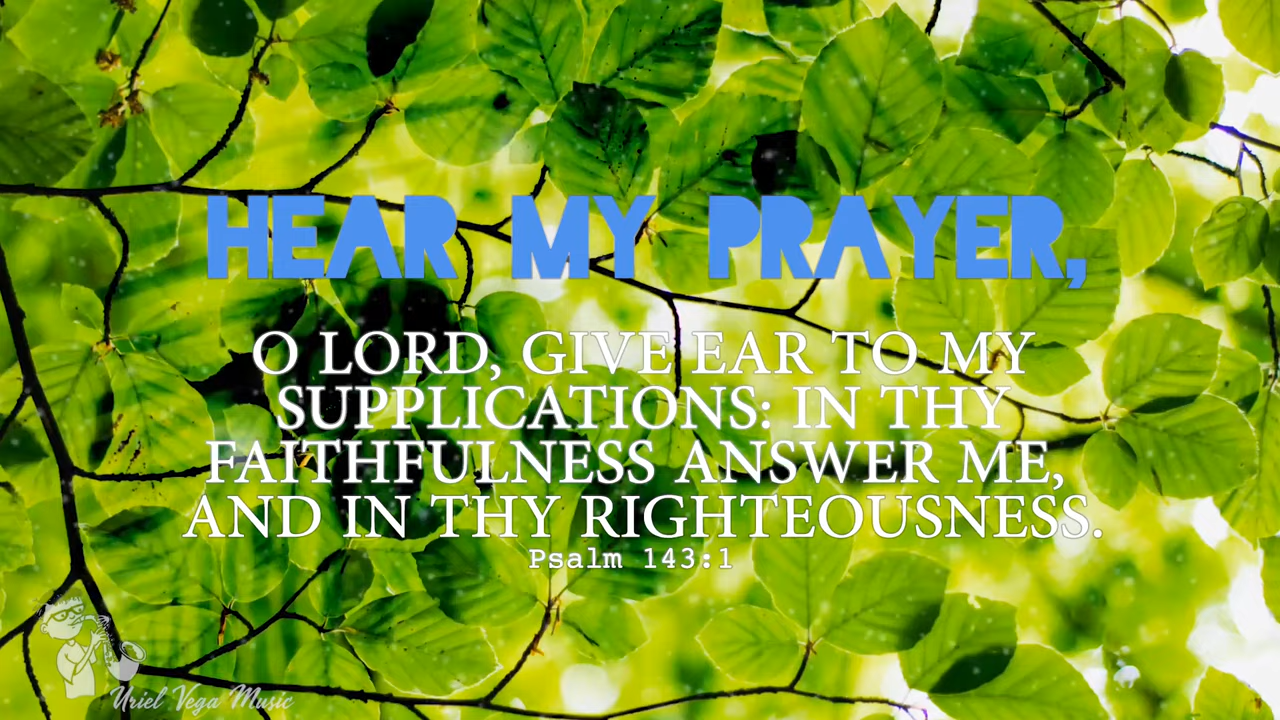 HEAR MY PRAYER,
O LORD, GIVE EAR TO MY
SUPPLICATIONS: IN THY
FAITHFULNESS ANSWER ME,
AND IN THY RIGHTEOUSNESS.
Psalm 143:1
Uriel Vega Music